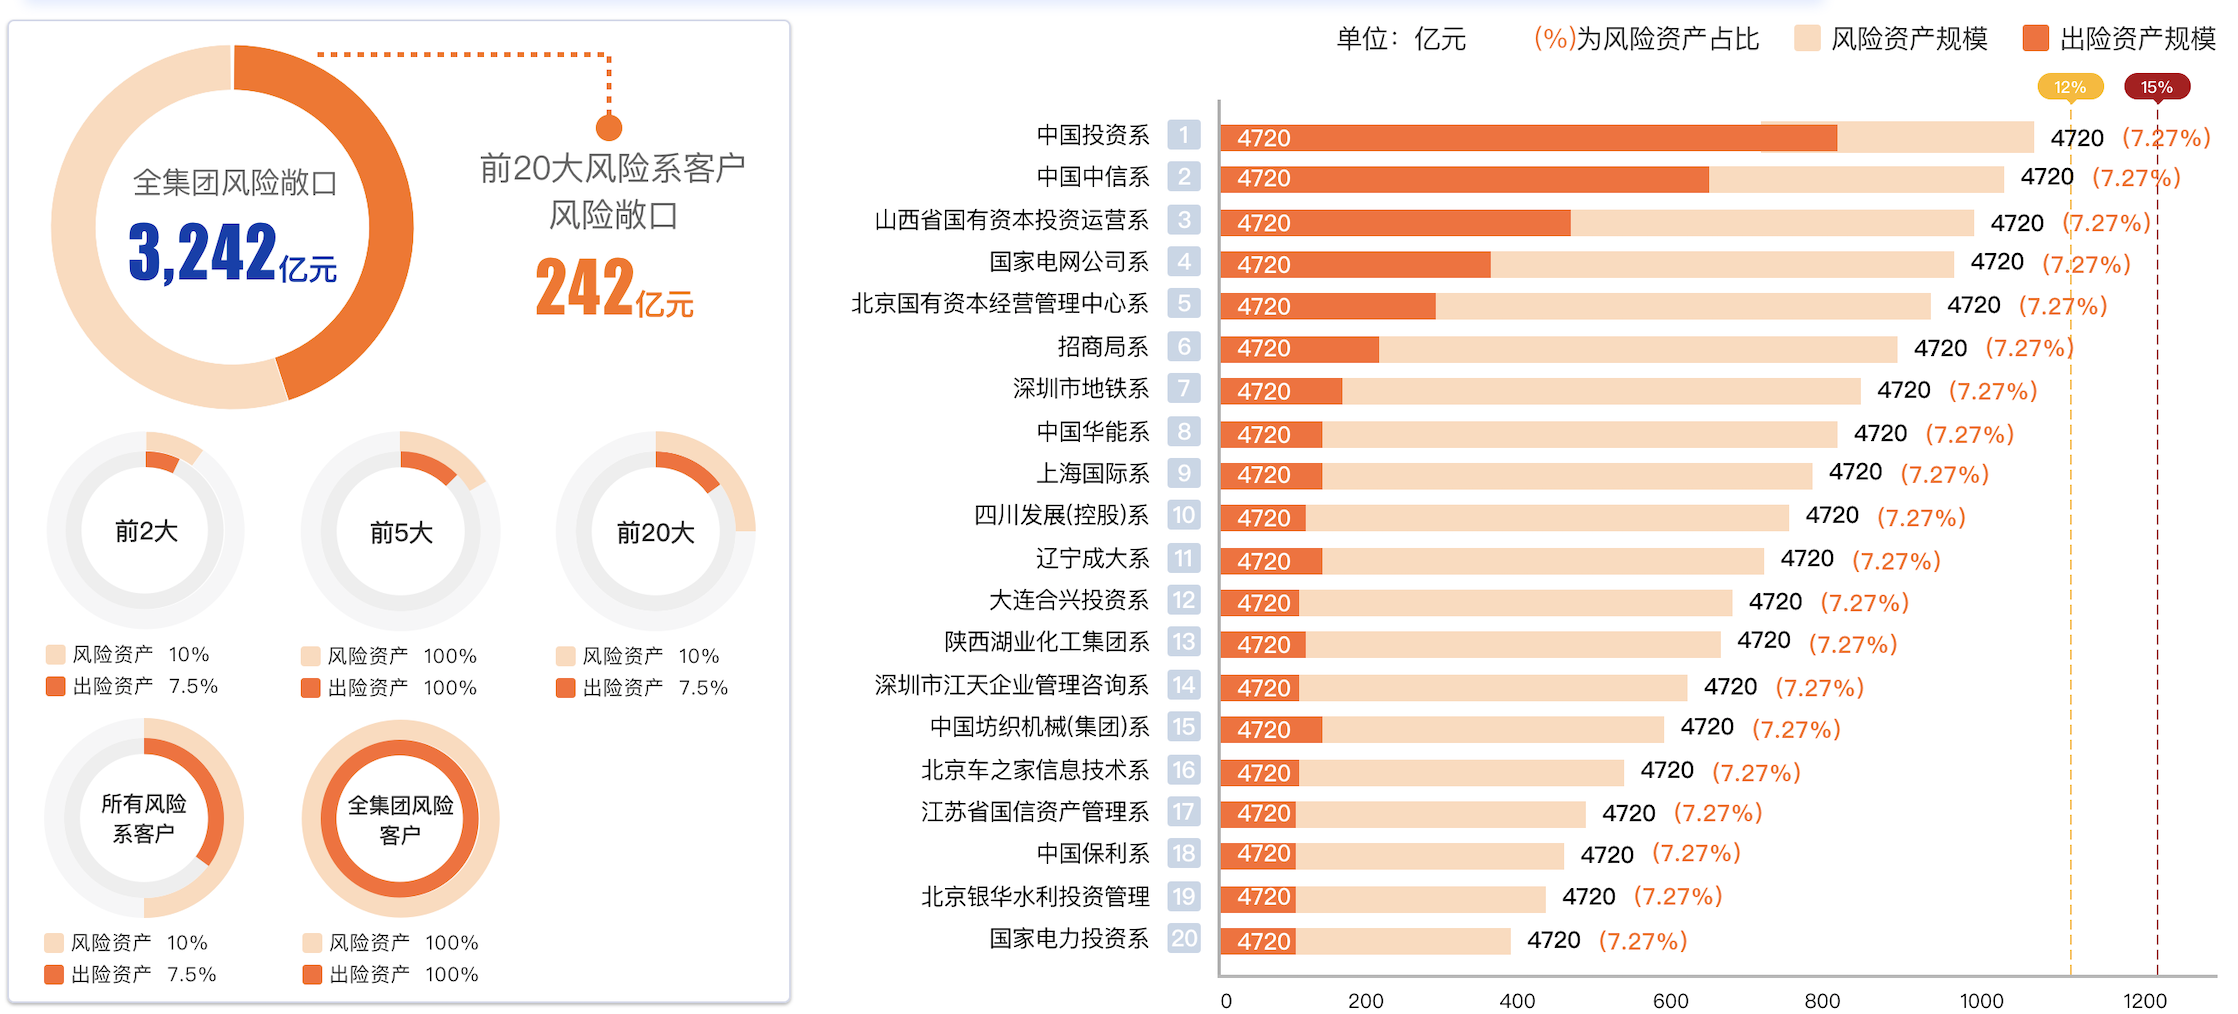 全集团风险敞口
3,242亿元
前20大风险系客户
风险敞口
242亿元
前2大
风险资产 10%
出险资产 7.5%
前5大
风险资产 100%
出险资产 100%
前20大
风险资产 10%
出险资产 7.5%
所有风险
系客户
风险资产 10%
出险资产 7.5%
全集团风险
客户
风险资产 100%
出险资产 100%
单位：亿元 (%)为风险资产占比 风险资产规模 出险资产规模
12% 15%
中国投资系 1 4720 4720 (7.27%)
中国中信系 2 4720 4720 (7.27%)
山西省国有资本投资运营系 3 4720 4720 (7.27%)
国家电网公司系 4 4720 4720 (7.27%)
北京国有资本经营管理中心系 5 4720 4720 (7.27%)
招商局系 6 4720 4720 (7.27%)
深圳市地铁系 7 4720 4720 (7.27%)
中国华能系 8 4720 4720 (7.27%)
上海国际系 9 4720 4720 (7.27%)
四川发展(控股)系 10 4720 4720 (7.27%)
辽宁成大系 11 4720 4720 (7.27%)
大连合兴投资系 12 4720 4720 (7.27%)
陕西湖业化工集团系 13 4720 4720 (7.27%)
深圳市江天企业管理咨询系 14 4720 4720 (7.27%)
中国纺织机械(集团)系 15 4720 4720 (7.27%)
北京车之家信息技术系 16 4720 4720 (7.27%)
江苏省国信资产管理系 17 4720 4720 (7.27%)
中国保利系 18 4720 4720 (7.27%)
北京银华水利投资管理 19 4720 4720 (7.27%)
国家电力投资系 20 4720 4720 (7.27%)
0 200 400 600 800 1000 1200